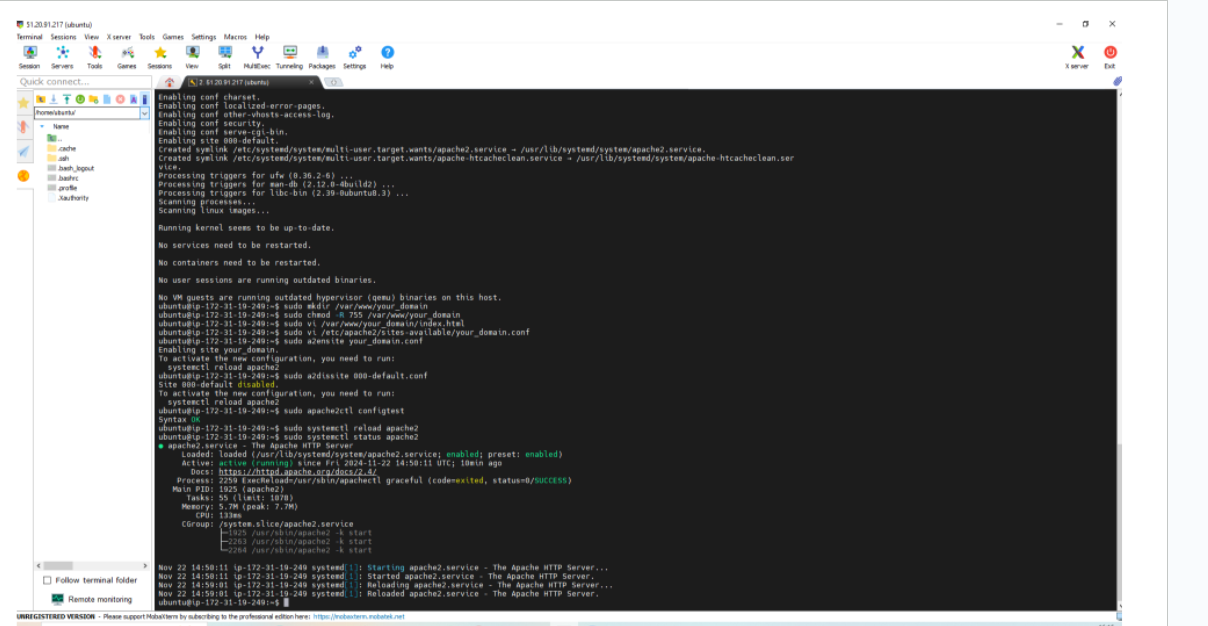 51.20.91.217 (ubuntu)
Terminal Sessions View X server Tools Games Settings Macros Help
Session Servers Tools Games Sessions View Split MultiExec Tunneling Packages Settings Help X server Exit
Quick connect...
2. 51.20.91.217 (ubuntu)
/home/ubuntu/
Name
..
.cache
.ssh
.bash_logout
.bashrc
.profile
.Xauthority
Enabling conf charset.
Enabling conf localized-error-pages.
Enabling conf other-vhosts-access-log.
Enabling conf security.
Enabling conf serve-cgi-bin.
Enabling site 000-default.
Created symlink /etc/systemd/system/multi-user.target.wants/apache2.service → /usr/lib/systemd/system/apache2.service.
Created symlink /etc/systemd/system/multi-user.target.wants/apache-htcacheclean.service → /usr/lib/systemd/system/apache-htcacheclean.ser
vice.
Processing triggers for ufw (0.36.2-6) ...
Processing triggers for man-db (2.12.0-4build2) ...
Processing triggers for libc-bin (2.39-0ubuntu8.3) ...
Scanning processes...
Scanning linux images...
Running kernel seems to be up-to-date.
No services need to be restarted.
No containers need to be restarted.
No user sessions are running outdated binaries.
No VM guests are running outdated hypervisor (qemu) binaries on this host.
ubuntu@ip-172-31-19-249:~$ sudo mkdir /var/www/your_domain
ubuntu@ip-172-31-19-249:~$ sudo chmod -R 755 /var/www/your_domain
ubuntu@ip-172-31-19-249:~$ sudo vi /var/www/your_domain/index.html
ubuntu@ip-172-31-19-249:~$ sudo vi /etc/apache2/sites-available/your_domain.conf
ubuntu@ip-172-31-19-249:~$ sudo a2ensite your_domain.conf
Enabling site your_domain.
To activate the new configuration, you need to run:
systemctl reload apache2
ubuntu@ip-172-31-19-249:~$ sudo a2dissite 000-default.conf
Site 000-default disabled.
To activate the new configuration, you need to run:
systemctl reload apache2
ubuntu@ip-172-31-19-249:~$ sudo apache2ctl configtest
Syntax OK
ubuntu@ip-172-31-19-249:~$ sudo systemctl reload apache2
ubuntu@ip-172-31-19-249:~$ sudo systemctl status apache2
● apache2.service - The Apache HTTP Server
Loaded: loaded (/usr/lib/systemd/system/apache2.service; enabled; preset: enabled)
Active: active (running) since Fri 2024-11-22 14:50:11 UTC; 10min ago
Docs: https://httpd.apache.org/docs/2.4/
Process: 2259 ExecReload=/usr/sbin/apachectl graceful (code=exited, status=0/SUCCESS)
Main PID: 1925 (apache2)
Tasks: 55 (limit: 1078)
Memory: 5.7M (peak: 7.7M)
CPU: 133ms
CGroup: /system.slice/apache2.service
├─1925 /usr/sbin/apache2 -k start
├─2263 /usr/sbin/apache2 -k start
└─2264 /usr/sbin/apache2 -k start
Nov 22 14:50:11 ip-172-31-19-249 systemd[1]: Starting apache2.service - The Apache HTTP Server...
Nov 22 14:50:11 ip-172-31-19-249 systemd[1]: Started apache2.service - The Apache HTTP Server.
Nov 22 14:59:01 ip-172-31-19-249 systemd[1]: Reloading apache2.service - The Apache HTTP Server...
Nov 22 14:59:01 ip-172-31-19-249 systemd[1]: Reloaded apache2.service - The Apache HTTP Server.
ubuntu@ip-172-31-19-249:~$
Follow terminal folder
Remote monitoring
UNREGISTERED VERSION - Please support MobaXterm by subscribing to the professional edition here: https://mobaxterm.mobatek.net